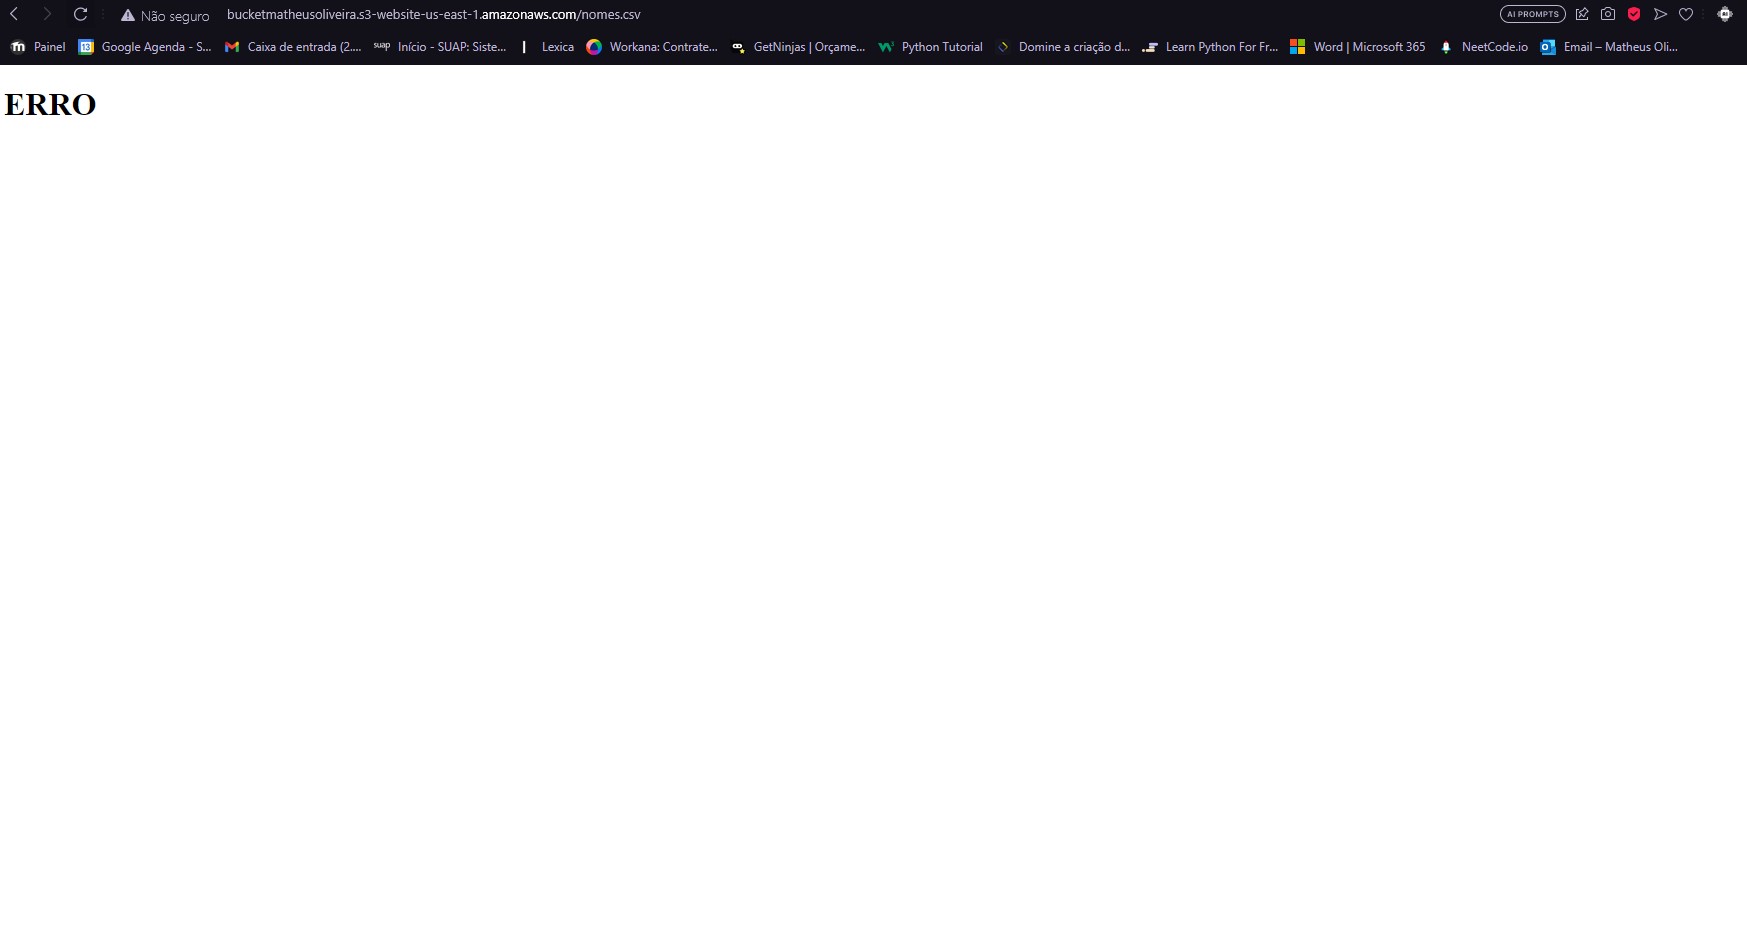 Não seguro bucketmatheusoliveira.s3-website-us-east-1.amazonaws.com/nomes.csv AI PROMPTS
Painel 13 Google Agenda - S... Caixa de entrada (2.... suap Início - SUAP: Siste... Lexica Workana: Contrate... GetNinjas | Orçame... Python Tutorial Domine a criação d... Learn Python For Fr... Word | Microsoft 365 NeetCode.io Email – Matheus Oli...
ERRO